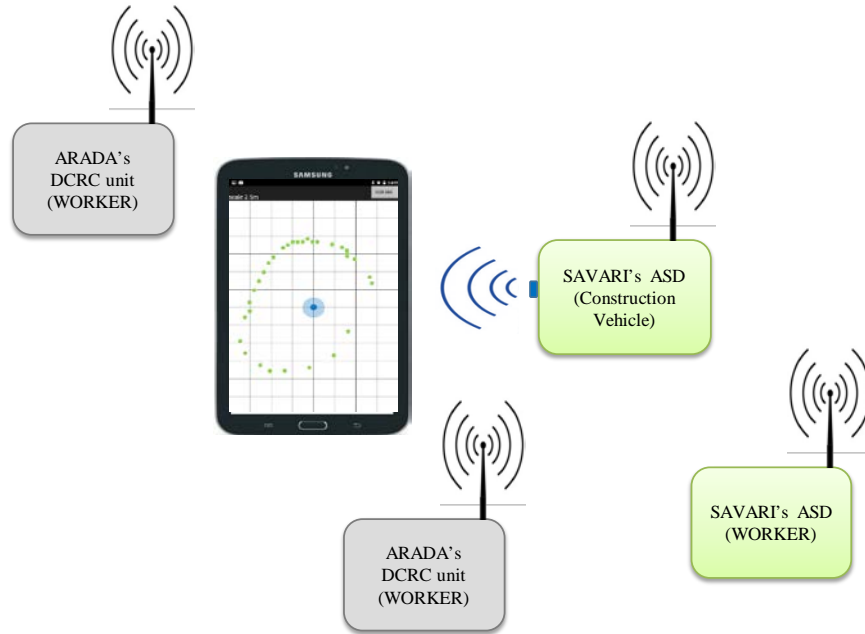 ARADA's
DCRC unit
(WORKER)
SAMSUNG
SAVARI's ASD
(Construction
Vehicle)
SAVARI's ASD
(WORKER)
ARADA's
DCRC unit
(WORKER)